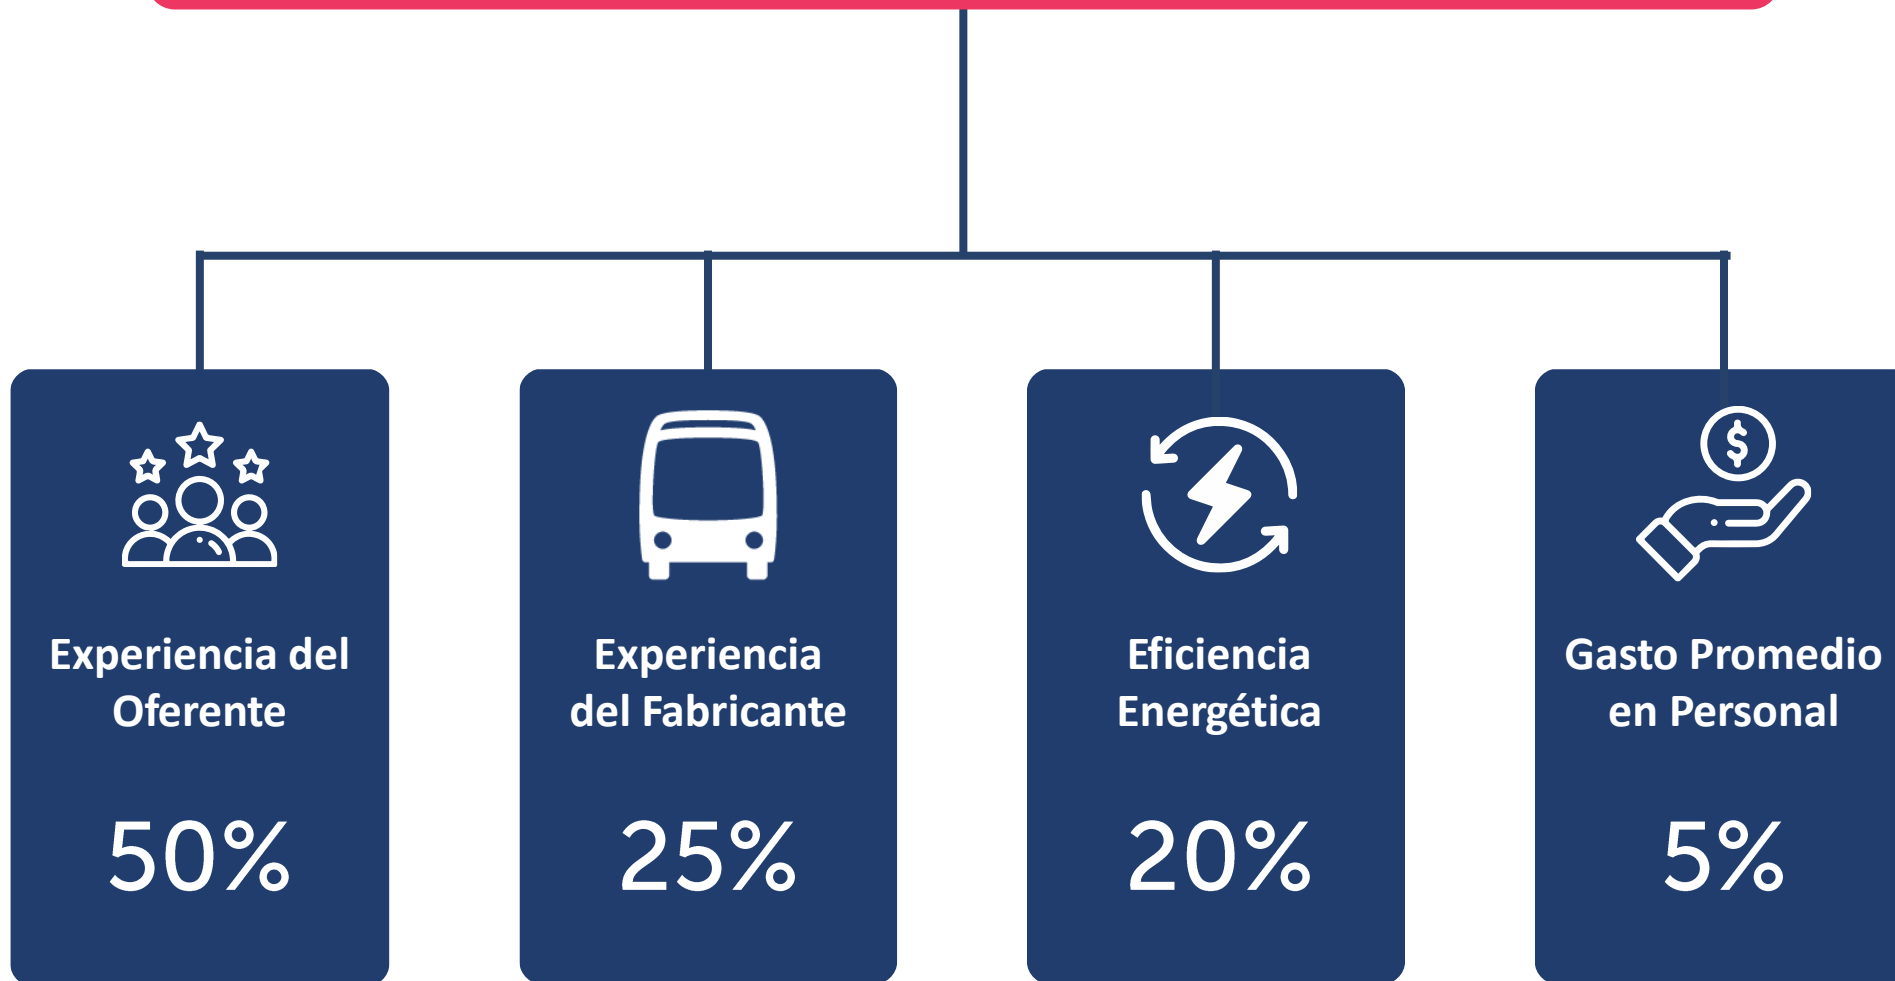 Experiencia del
Oferente
50%
Experiencia
del Fabricante
25%
Eficiencia
Energética
20%
Gasto Promedio
en Personal
5%